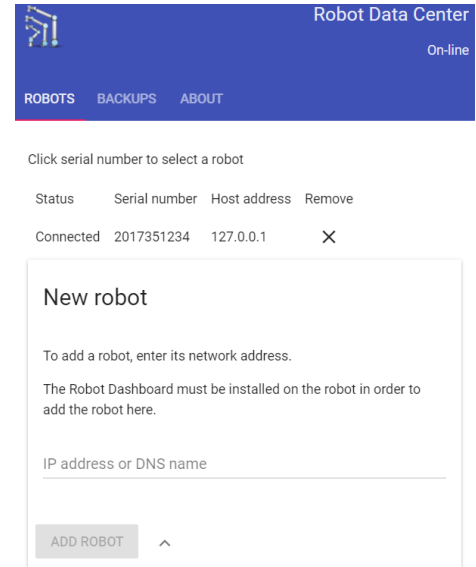 Robot Data Center
On-line
ROBOTS BACKUPS ABOUT
Click serial number to select a robot
Status Serial number Host address Remove
Connected 2017351234 127.0.0.1
New robot
To add a robot, enter its network address.
The Robot Dashboard must be installed on the robot in order to
add the robot here.
IP address or DNS name
ADD ROBOT